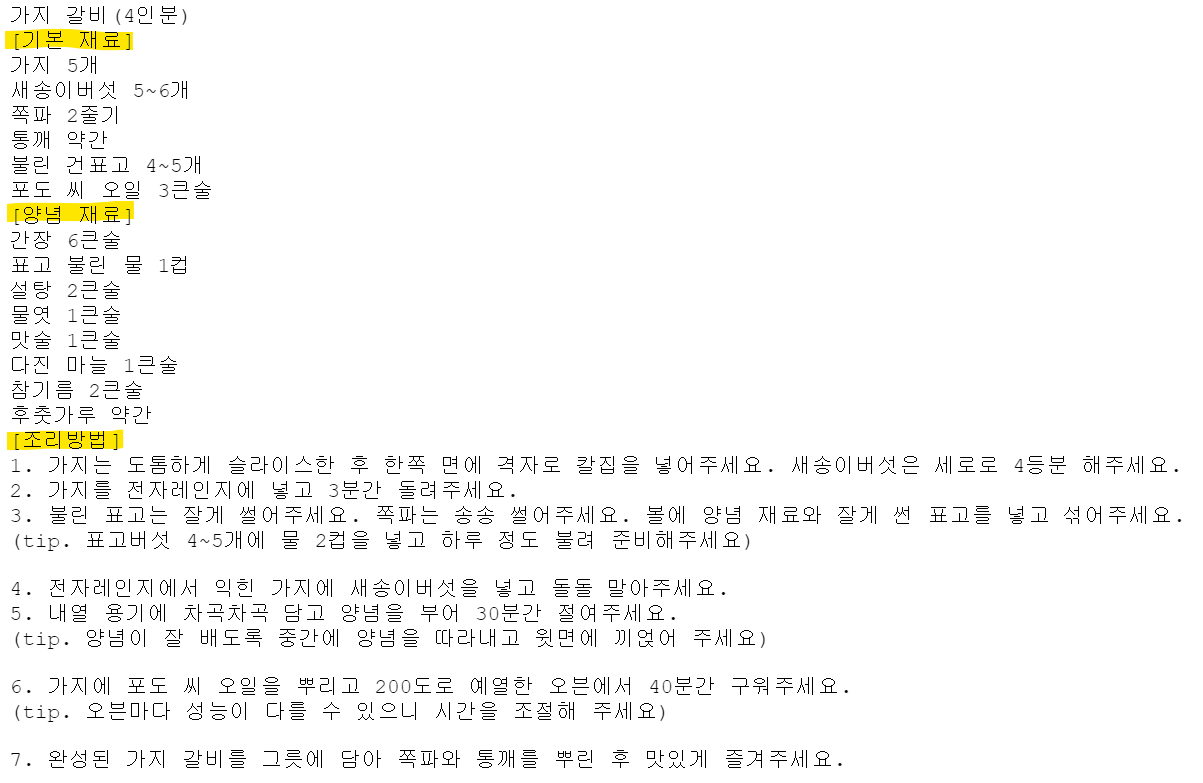 가지 갈비(4인분)
[기본 재료]
가지 5개
새송이버섯 5~6개
쪽파 2줄기
통깨 약간
불린 건표고 4~5개
포도 씨 오일 3큰술
[양념 재료]
간장 6큰술
표고 불린 물 1컵
설탕 2큰술
물엿 1큰술
맛술 1큰술
다진 마늘 1큰술
참기름 2큰술
후춧가루 약간
[조리방법]
1. 가지는 도톰하게 슬라이스한 후 한쪽 면에 격자로 칼집을 넣어주세요. 새송이버섯은 세로로 4등분 해주세요.
2. 가지를 전자레인지에 넣고 3분간 돌려주세요.
3. 불린 표고는 잘게 썰어주세요. 쪽파는 송송 썰어주세요. 볼에 양념 재료와 잘게 썬 표고를 넣고 섞어주세요.
(tip. 표고버섯 4~5개에 물 2컵을 넣고 하루 정도 불려 준비해주세요)
4. 전자레인지에서 익힌 가지에 새송이버섯을 넣고 돌돌 말아주세요.
5. 내열 용기에 차곡차곡 담고 양념을 부어 30분간 절여주세요.
(tip. 양념이 잘 배도록 중간에 양념을 따라내고 윗면에 끼얹어 주세요)
6. 가지에 포도 씨 오일을 뿌리고 200도로 예열한 오븐에서 40분간 구워주세요.
(tip. 오븐마다 성능이 다를 수 있으니 시간을 조절해 주세요)
7. 완성된 가지 갈비를 그릇에 담아 쪽파와 통깨를 뿌린 후 맛있게 즐겨주세요.